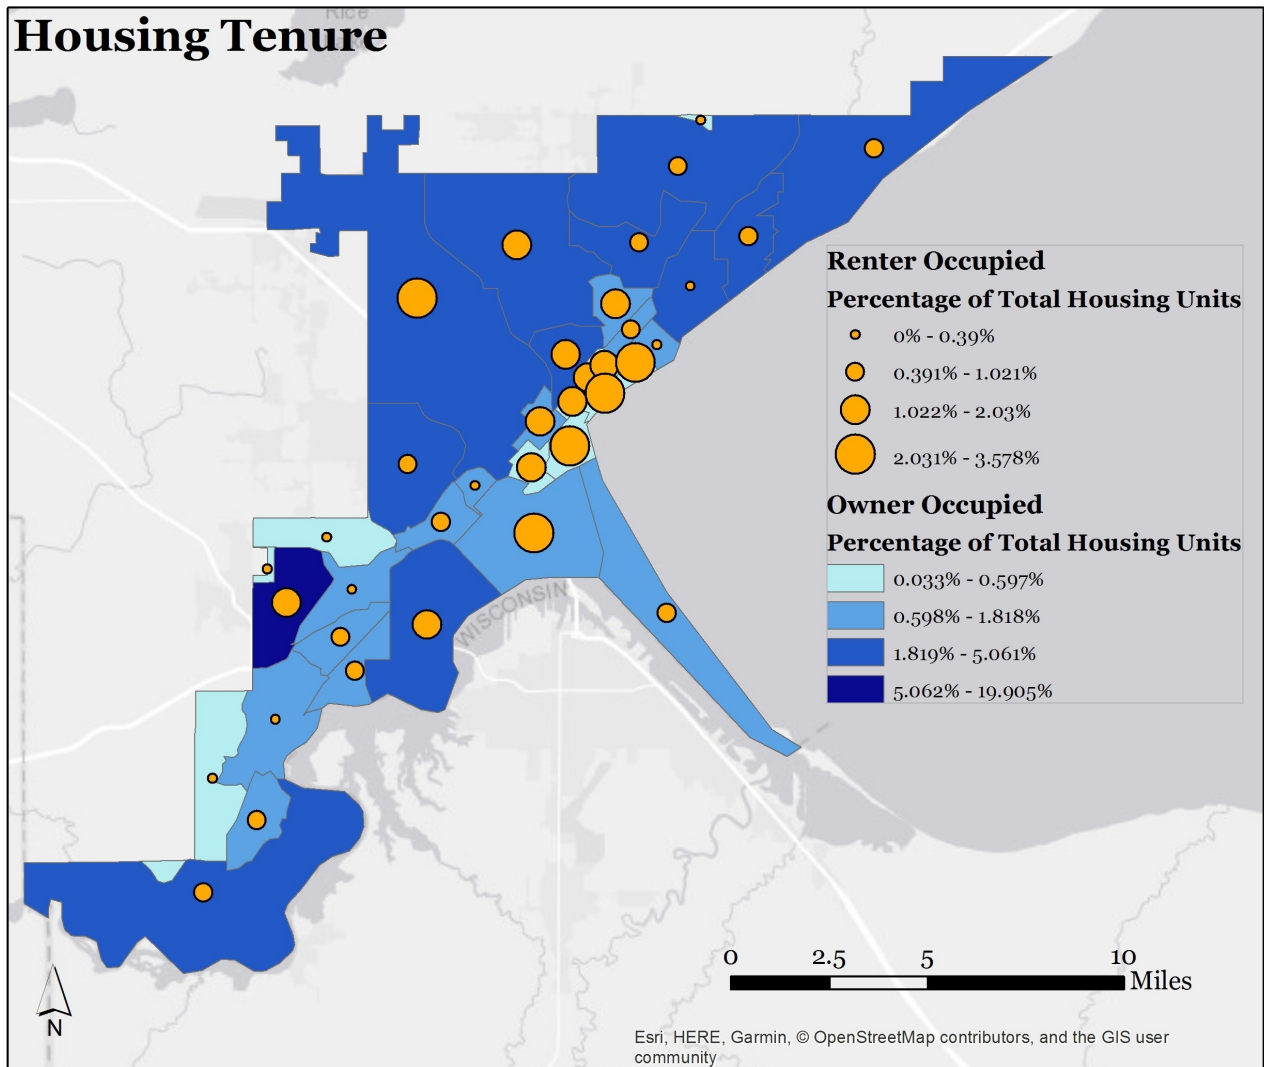 Rice
Housing Tenure
Renter Occupied
Percentage of Total Housing Units
0% - 0.39%
0.391% - 1.021%
1.022% - 2.03%
2.031% - 3.578%
Owner Occupied
Percentage of Total Housing Units
0.033% - 0.597%
0.598% - 1.818%
1.819% - 5.061%
5.062% - 19.905%
WISCONSIN
0 2.5 5 10
Miles
N
Esri, HERE, Garmin, © OpenStreetMap contributors, and the GIS user
community